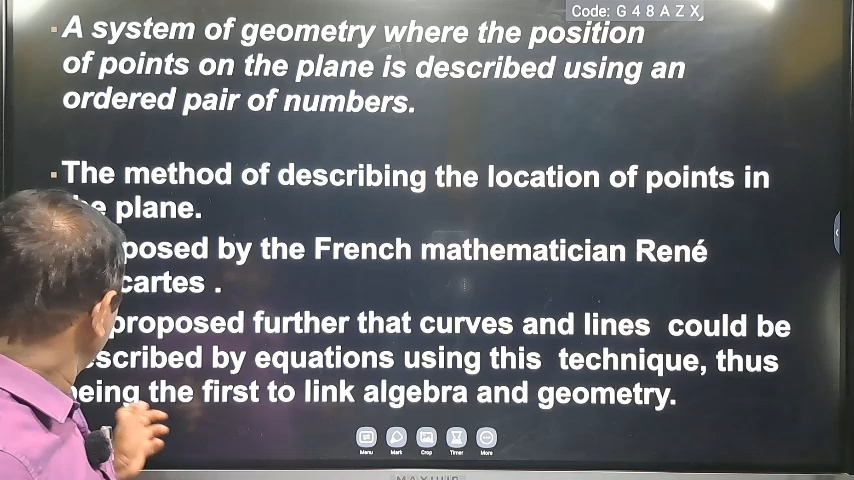 Code: G 4 8 A Z X
A system of geometry where the position
of points on the plane is described using an
ordered pair of numbers.
The method of describing the location of points in
plane.
posed by the French mathematician René
cartes .
proposed further that curves and lines could be
scribed by equations using this technique, thus
being the first to link algebra and geometry.
Menu Mark Crop Timer More